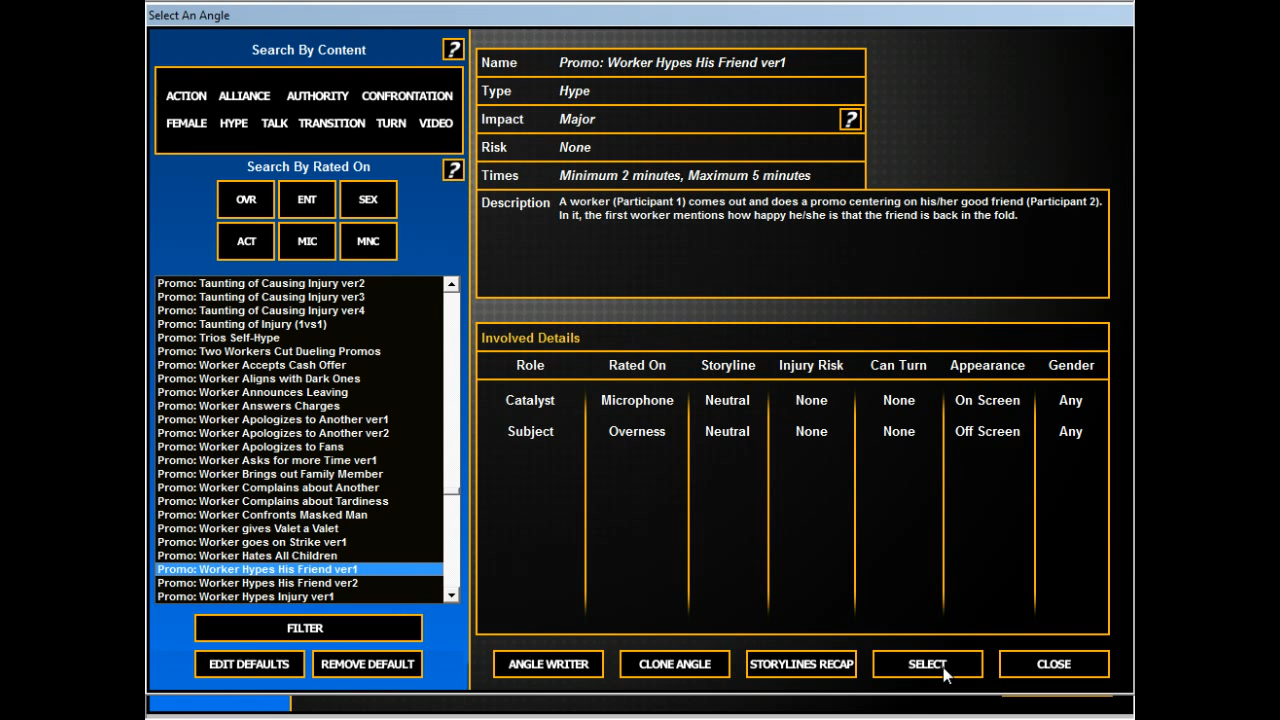 Select An Angle
Search By Content
?
ACTION ALLIANCE AUTHORITY CONFRONTATION
FEMALE HYPE TALK TRANSITION TURN VIDEO
Search By Rated On
?
OVR ENT SEX
ACT MIC MNC
Promo: Taunting of Causing Injury ver2
Promo: Taunting of Causing Injury ver3
Promo: Taunting of Causing Injury ver4
Promo: Taunting of Injury (1vs1)
Promo: Trios Self-Hype
Promo: Two Workers Cut Dueling Promos
Promo: Worker Accepts Cash Offer
Promo: Worker Aligns with Dark Ones
Promo: Worker Announces Leaving
Promo: Worker Answers Charges
Promo: Worker Apologizes to Another ver1
Promo: Worker Apologizes to Another ver2
Promo: Worker Apologizes to Fans
Promo: Worker Asks for more Time ver1
Promo: Worker Brings out Family Member
Promo: Worker Complains about Another
Promo: Worker Complains about Tardiness
Promo: Worker Confronts Masked Man
Promo: Worker gives Valet a Valet
Promo: Worker goes on Strike ver1
Promo: Worker Hates All Children
Promo: Worker Hypes His Friend ver1
Promo: Worker Hypes His Friend ver2
Promo: Worker Hypes Injury ver1
FILTER
EDIT DEFAULTS REMOVE DEFAULT
Name Promo: Worker Hypes His Friend ver1
Type Hype
Impact Major ?
Risk None
Times Minimum 2 minutes, Maximum 5 minutes
Description A worker (Participant 1) comes out and does a promo centering on his/her good friend (Participant 2).
In it, the first worker mentions how happy he/she is that the friend is back in the fold.
Involved Details
Role Rated On Storyline Injury Risk Can Turn Appearance Gender
Catalyst Microphone Neutral None None On Screen Any
Subject Overness Neutral None None Off Screen Any
ANGLE WRITER CLONE ANGLE STORYLINES RECAP SELECT CLOSE